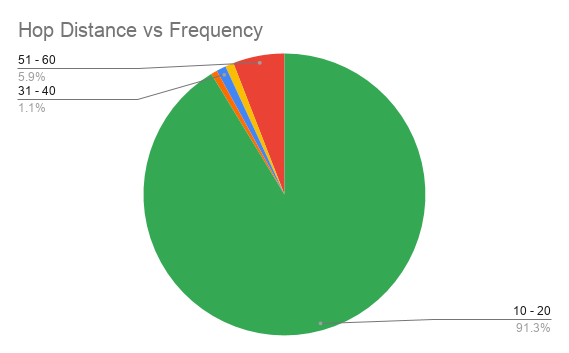 Hop Distance vs Frequency
51 - 60
5.9%
31 - 40
1.1%
10 - 20
91.3%